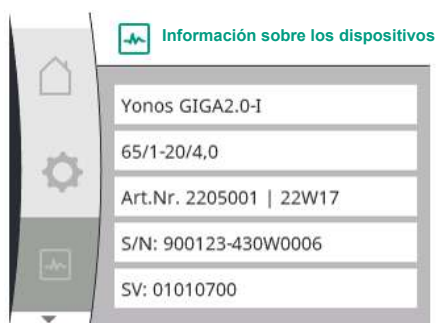 Información sobre los dispositivos
Yonos GIGA2.0-I
65/1-20/4,0
Art.Nr. 2205001 | 22W17
S/N: 900123-430W0006
SV: 01010700